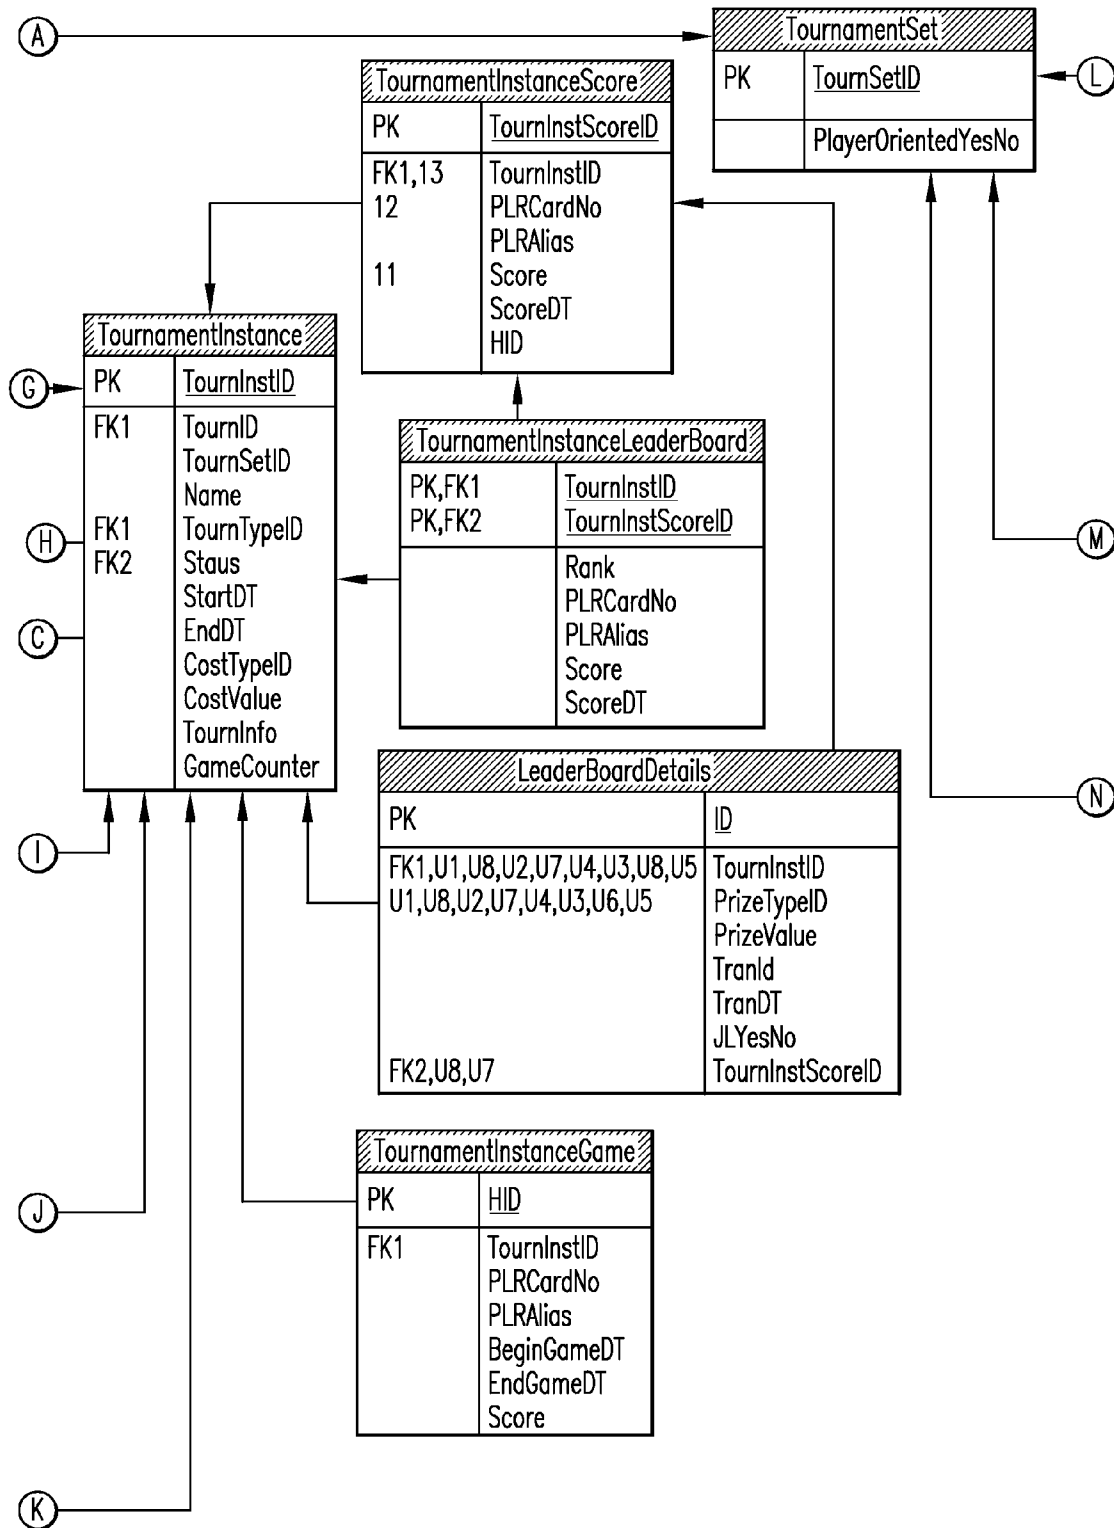 A
TournamentSet
PK TournSetID
PlayerOrientedYesNo
L
TournamentInstanceScore
PK TournInstScoreID
FK1,13 TournInstID
12 PLRCardNo
PLRAlias
11 Score
ScoreDT
HID
TournamentInstance
G
PK TournInstID
FK1 TournID
TournSetID
Name
H
FK1 TournTypeID
FK2 Staus
StartDT
C
EndDT
CostTypeID
CostValue
TournInfo
GameCounter
TournamentInstanceLeaderBoard
PK,FK1 TournInstID
PK,FK2 TournInstScoreID
Rank
PLRCardNo
PLRAlias
Score
ScoreDT
M
N
LeaderBoardDetails
PK ID
FK1,U1,U8,U2,U7,U4,U3,U8,U5 TournInstID
U1,U8,U2,U7,U4,U3,U6,U5 PrizeTypeID
PrizeValue
TranId
TranDT
JLYesNo
FK2,U8,U7 TournInstScoreID
I
TournamentInstanceGame
PK HID
FK1 TournInstID
PLRCardNo
PLRAlias
BeginGameDT
EndGameDT
Score
J
K